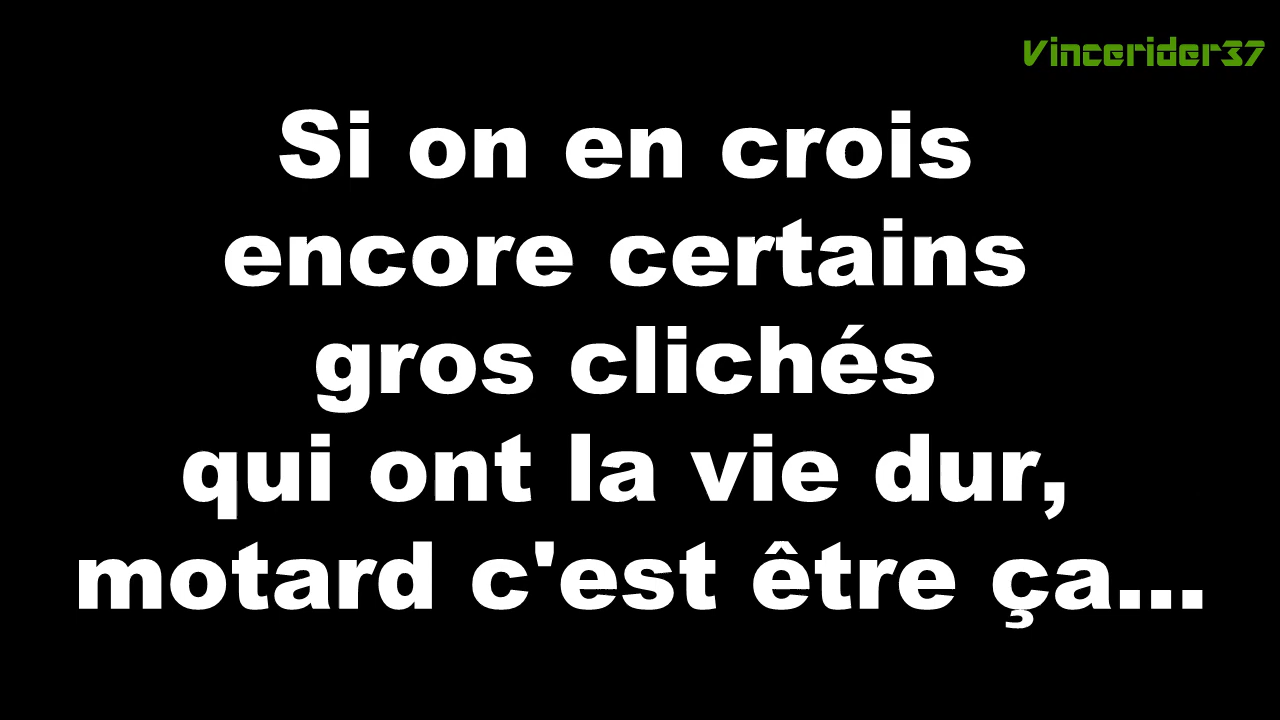 Vincerider37
Si on en crois
encore certains
gros clichés
qui ont la vie dur,
motard c'est être ça...